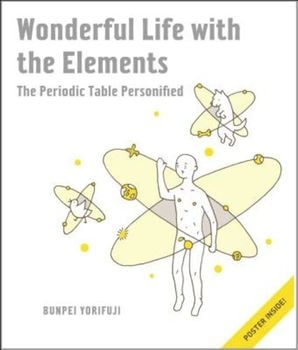 Wonderful Life with
the Elements
The Periodic Table Personified
BUNPEI YORIFUJI
POSTER INSIDE!